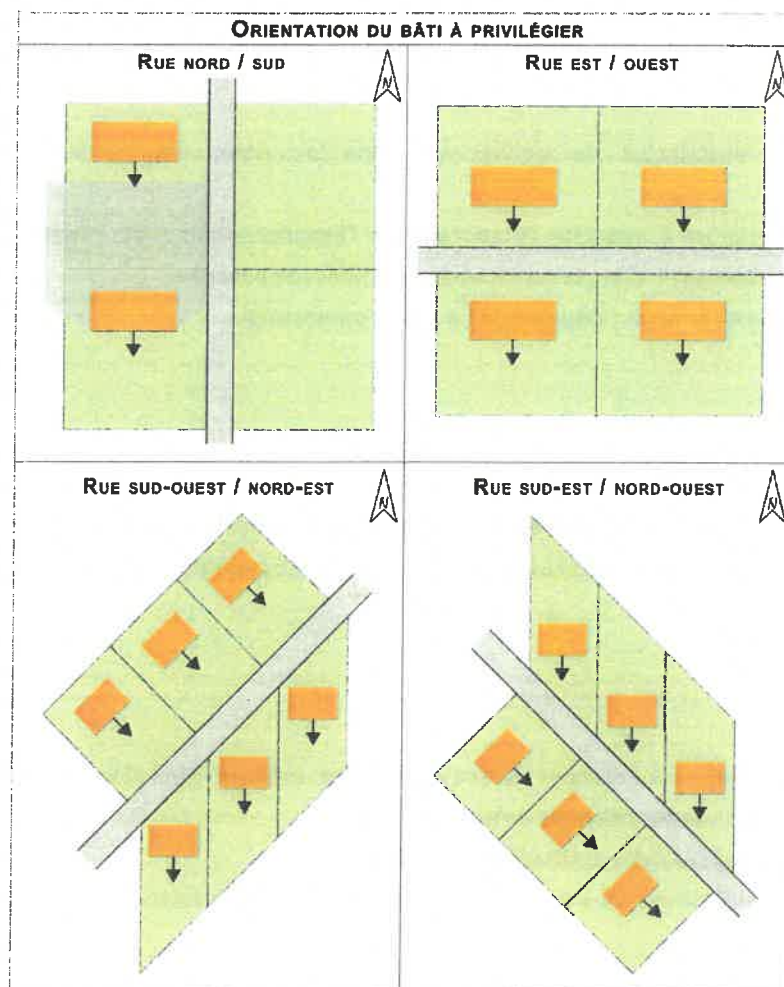 ORIENTATION DU BÂTI À PRIVILÉGIER
RUE NORD / SUD
N
RUE EST / OUEST
N
RUE SUD-OUEST / NORD-EST
N
RUE SUD-EST / NORD-OUEST
N